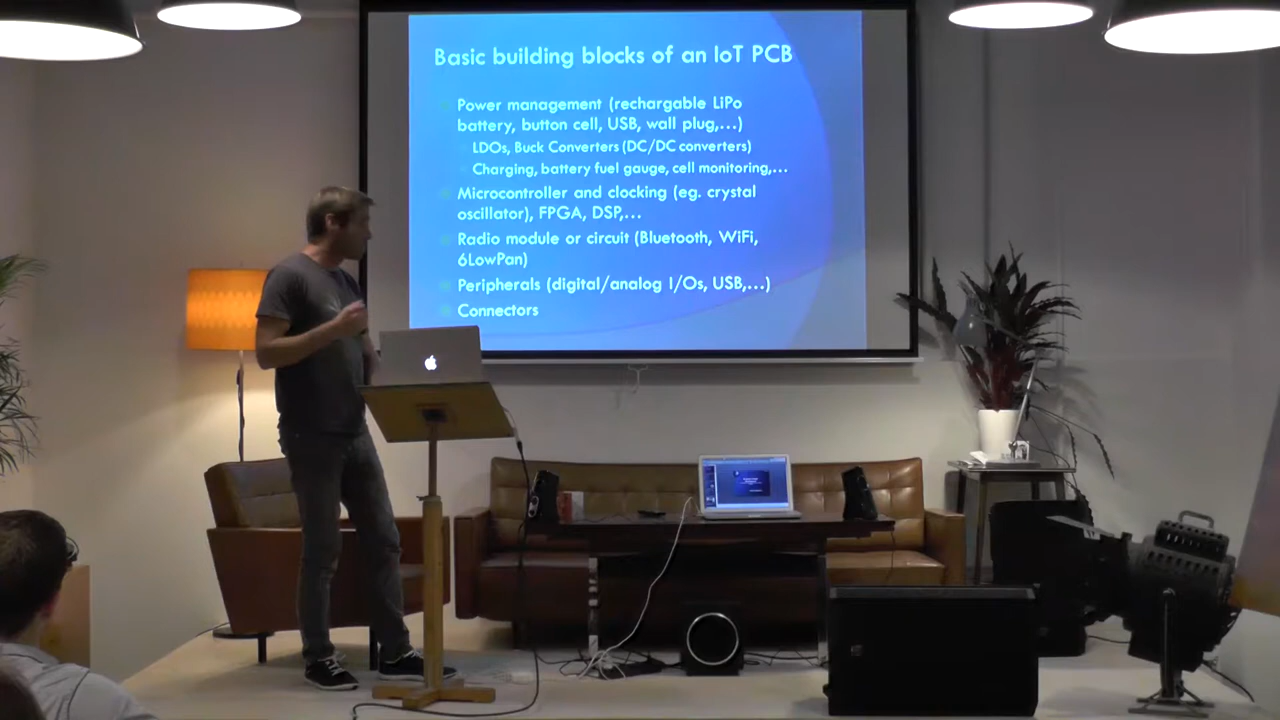 Basic building blocks of an IoT PCB
Power management (rechargable LiPo
battery, button cell, USB, wall plug,...)
LDOs, Buck Converters (DC/DC converters)
Charging, battery fuel gauge, cell monitoring,...
Microcontroller and clocking (eg. crystal
oscillator), FPGA, DSP,...
Radio module or circuit (Bluetooth, WiFi,
6LowPan)
Peripherals (digital/analog I/Os, USB,...)
Connectors